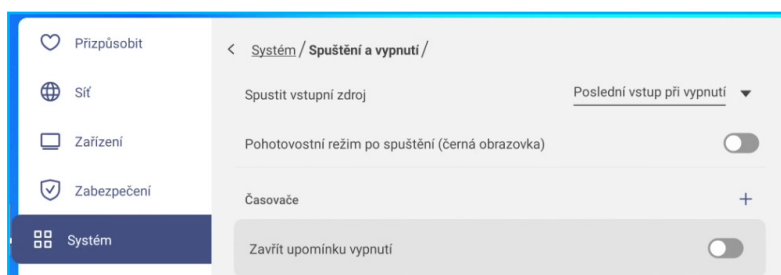 Přizpůsobit
Síť
Zařízení
Zabezpečení
Systém
Systém / Spuštění a vypnutí /
Spustit vstupní zdroj
Poslední vstup při vypnutí
Pohotovostní režim po spuštění (černá obrazovka)
Časovače
Zavřít upomínku vypnutí